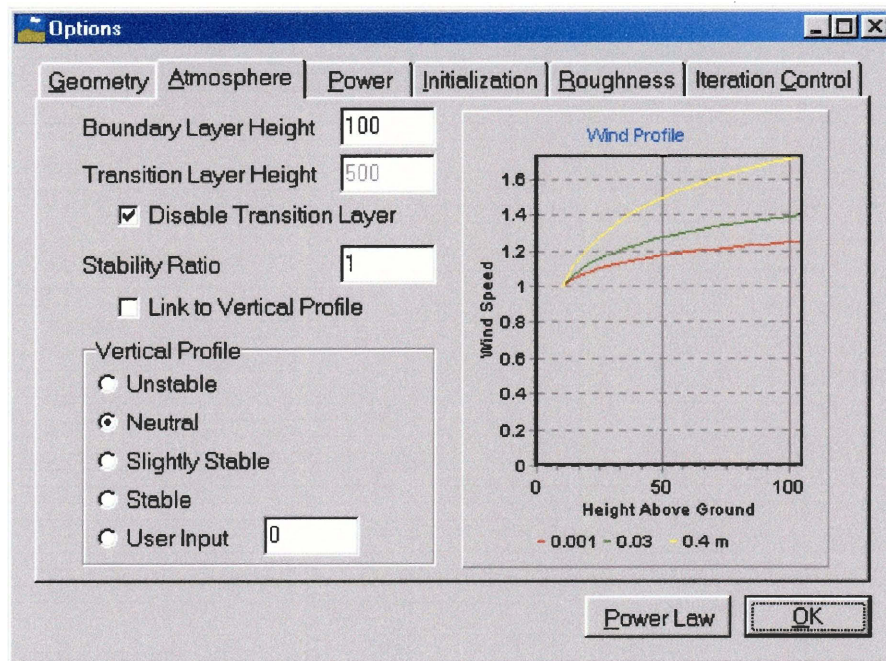 Options
Geometry Atmosphere Power Initialization Roughness Iteration Control
Boundary Layer Height 100
Transition Layer Height 500
Disable Transition Layer
Stability Ratio 1
Link to Vertical Profile
Vertical Profile
Unstable
Neutral
Slightly Stable
Stable
User Input 0
Wind Profile
Wind Speed
1.6
1.4
1.2
1
0.8
0.6
0.4
0.2
0
0 50 100
Height Above Ground
0.001 0.03 0.4 m
Power Law OK